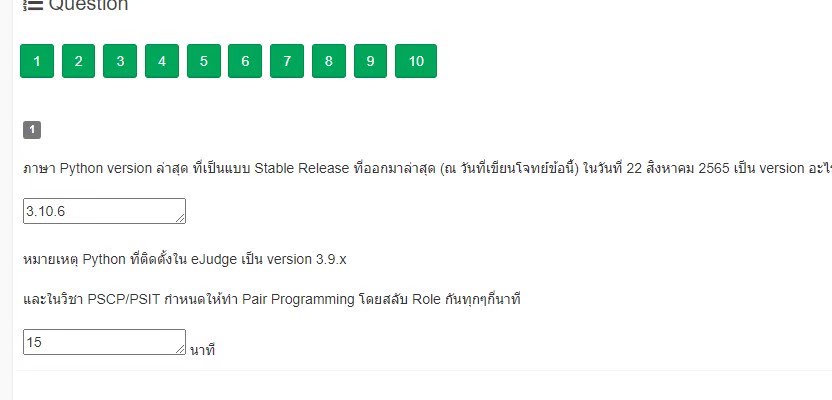 Question
1 2 3 4 5 6 7 8 9 10
1
ภาษา Python version ล่าสุด ที่เป็นแบบ Stable Release ที่ออกมาล่าสุด (ณ วันที่เขียนโจทย์ข้อนี้) ในวันที่ 22 สิงหาคม 2565 เป็น version
3.10.6
หมายเหตุ Python ที่ติดตั้งใน eJudge เป็น version 3.9.x
และในวิชา PSCP/PSIT กำหนดให้ทำ Pair Programming โดยสลับ Role กันทุกๆกี่นาที
15 นาที